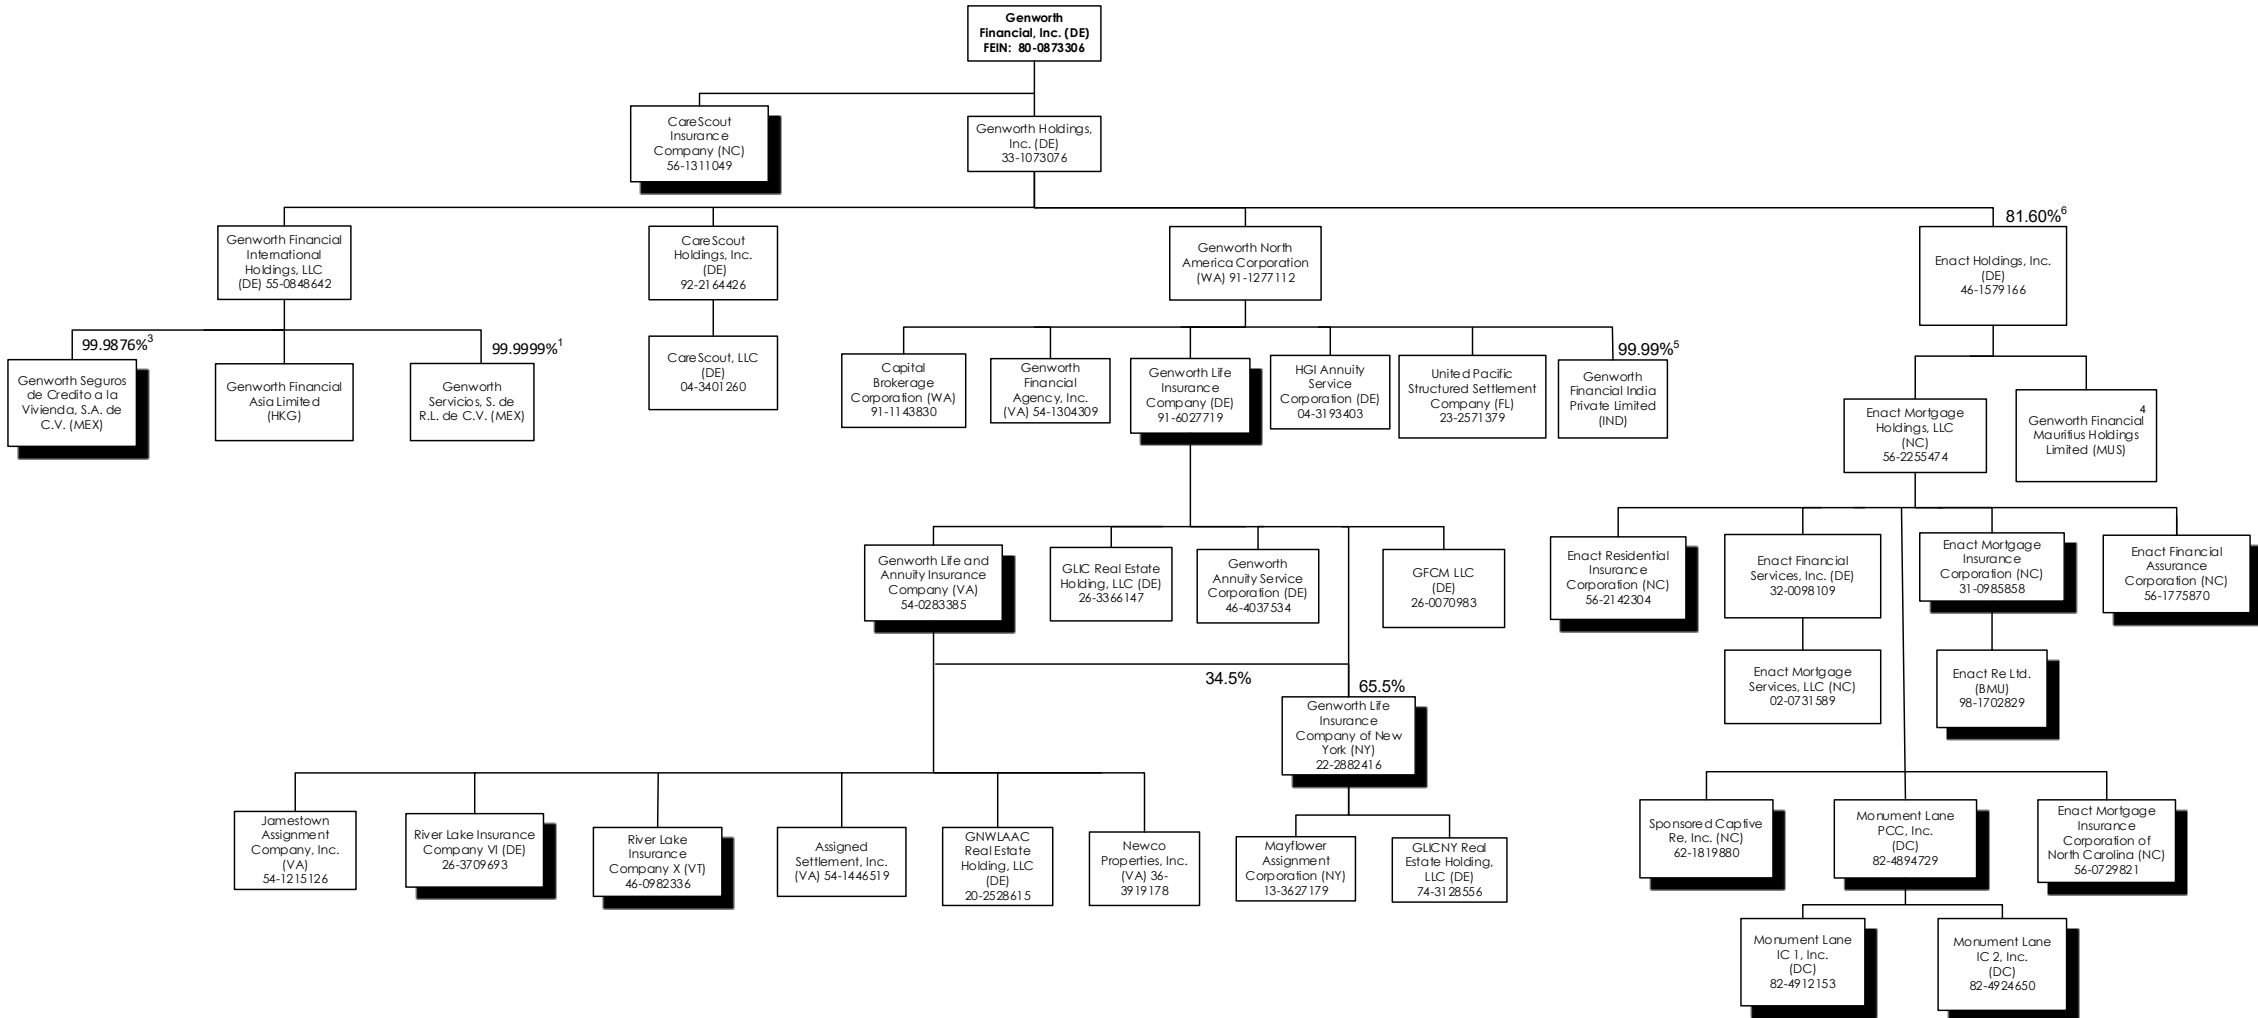 Genworth
Financial, Inc. (DE)
FEIN: 80-0873306
CareScout
Insurance
Company (NC)
56-1311049
Genworth Holdings,
Inc. (DE)
33-1073076
Genworth Financial
International
Holdings, LLC
(DE) 55-0848642
CareScout
Holdings, Inc.
(DE)
92-2164426
Genworth North
America Corporation
(WA) 91-1277112
81.60%6
Enact Holdings, Inc.
(DE)
46-1579166
99.9876%3
Genworth Seguros
de Credito a la
Vivienda, S.A. de
C.V. (MEX)
Genworth Financial
Asia Limited
(HKG)
99.9999%1
Genworth
Servicios, S. de
R.L. de C.V. (MEX)
CareScout, LLC
(DE)
04-3401260
Capital
Brokerage
Corporation (WA)
91-1143830
Genworth
Financial
Agency, Inc.
(VA) 54-1304309
Genworth Life
Insurance
Company (DE)
91-6027719
HGI Annuity
Service
Corporation (DE)
04-3193403
United Pacific
Structured Settlement
Company (FL)
23-2571379
99.99%5
Genworth
Financial India
Private Limited
(IND)
Enact Mortgage
Holdings, LLC
(NC)
56-2255474
4
Genworth Financial
Mauritius Holdings
Limited (MUS)
Genworth Life and
Annuity Insurance
Company (VA)
54-0283385
GLIC Real Estate
Holding, LLC (DE)
26-3366147
Genworth
Annuity Service
Corporation (DE)
46-4037534
GFCM LLC
(DE)
26-0070983
Enact Residential
Insurance
Corporation (NC)
56-2142304
Enact Financial
Services, Inc. (DE)
32-0098109
Enact Mortgage
Insurance
Corporation (NC)
31-0985858
Enact Financial
Assurance
Corporation (NC)
56-1775870
Enact Mortgage
Services, LLC (NC)
02-0731589
Enact Re Ltd.
(BMU)
98-1702829
34.5%
65.5%
Genworth Life
Insurance
Company of New
York (NY)
22-2882416
Jamestown
Assignment
Company, Inc.
(VA)
54-1215126
River Lake Insurance
Company VI (DE)
26-3709693
River Lake
Insurance
Company X (VT)
46-0982336
Assigned
Settlement, Inc.
(VA) 54-1446519
GNWLAAC
Real Estate
Holding, LLC
(DE)
20-2528615
Newco
Properties, Inc.
(VA) 36-
3919178
Mayflower
Assignment
Corporation (NY)
13-3627179
GLICNY Real
Estate Holding,
LLC (DE)
74-3128556
Sponsored Captive
Re, Inc. (NC)
62-1819880
Monument Lane
PCC, Inc.
(DC)
82-4894729
Enact Mortgage
Insurance
Corporation of
North Carolina (NC)
56-0729821
Monument Lane
IC 1, Inc.
(DC)
82-4912153
Monument Lane
IC 2, Inc.
(DC)
82-4924650